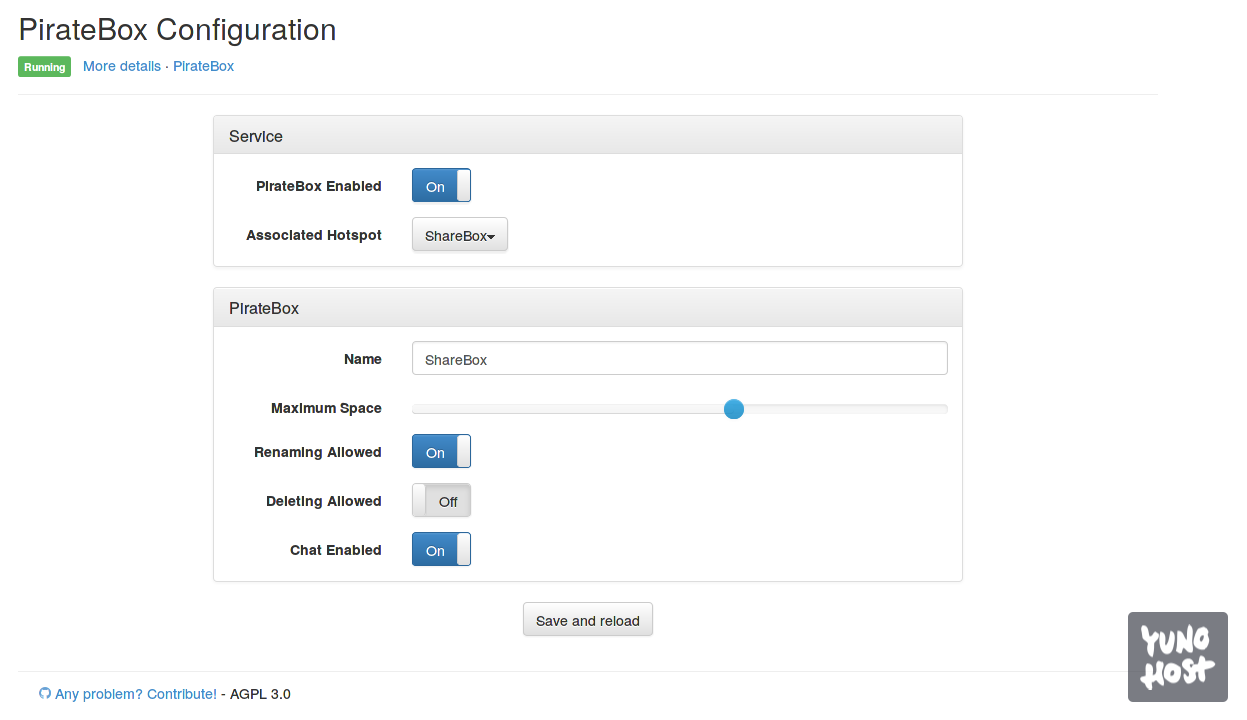 PirateBox Configuration
Running More details · PirateBox
Service
PirateBox Enabled On
Associated Hotspot ShareBox
PirateBox
Name ShareBox
Maximum Space
Renaming Allowed On
Deleting Allowed Off
Chat Enabled On
Save and reload
YUNO
HOST
Any problem? Contribute! - AGPL 3.0